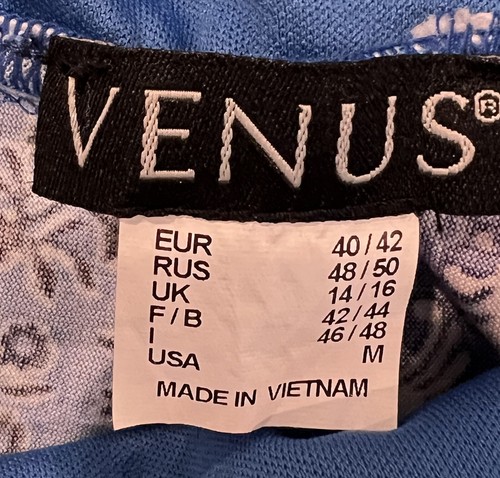 VENUS®
EUR 40/42
RUS 48/50
UK 14/16
F/B 42/44
I 46/48
USA M
MADE IN VIETNAM